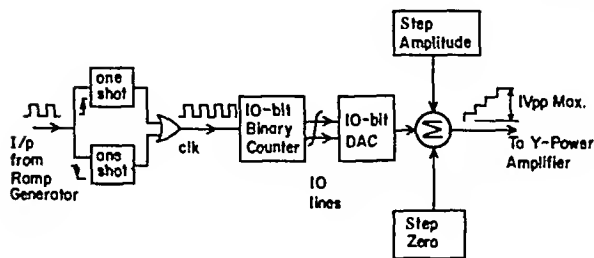 Step
Amplitude
one
shot
I/p
from
Ramp
Generator
one
shot
clk
10-bit
Binary
Counter
10
lines
10-bit
DAC
Σ
1Vpp Max.
To Y-Power
Amplifier
Step
Zero